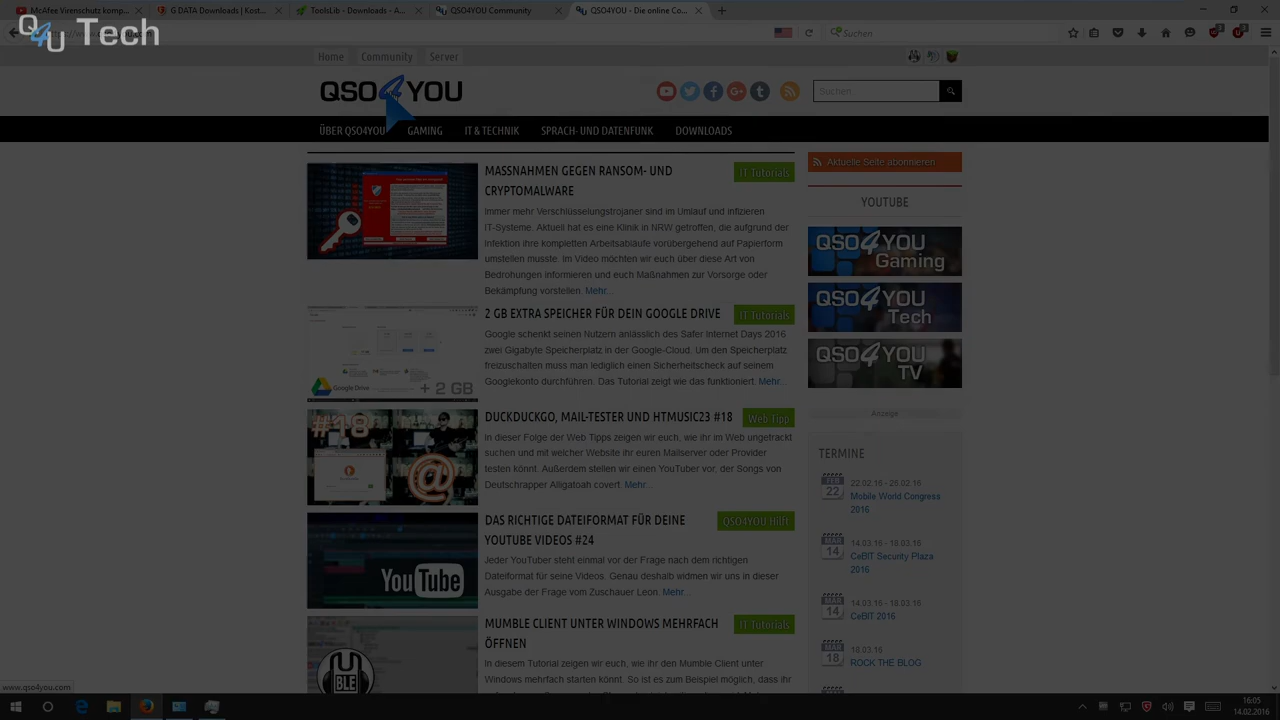 McAfee Virenschutz komp...
G DATA Downloads | Kost...
ToolsLib - Downloads - A...
QSO4YOU Community
QSO4YOU - Die online Co...
Q4U Tech
Suchen
Home
Community
Server
QSO4YOU
Suchen...
ÜBER QSO4YOU
GAMING
IT & TECHNIK
SPRACH- UND DATENFUNK
DOWNLOADS
MASSNAHMEN GEGEN RANSOM- UND
CRYPTOMALWARE
IT Tutorials
Immer mehr Verschlüsselungstrojaner sind im Umlauf und infizieren
IT-Systeme. Aktuell hat es eine Klinik in NRW getroffen, die aufgrund der
Infektion ihre kompletten Arbeitsabläufe vorübergehend auf Papierform
umstellen musste. im Video möchten wir euch über diese Art von
Bedrohungen informieren und euch Maßnahmen zur Vorsorge oder
Bekämpfung vorstellen. Mehr...
Google Drive
+ 2 GB
2 GB EXTRA SPEICHER FÜR DEIN GOOGLE DRIVE
IT Tutorials
Google schenkt seinen Nutzern anlässlich des Safer Internet Days 2016
zwei Gigabyte Speicherplatz in der Google-Cloud. Um den Speicherplatz
freizuschalten muss man lediglich einen Sicherheitscheck auf seinem
Googlekonto durchführen. Das Tutorial zeigt wie das funktioniert. Mehr...
#18
@
DUCKDUCKGO, MAIL-TESTER UND HTMUSIC23 #18
Web Tipp
In dieser Folge der Web Tipps zeigen wir euch, wie ihr im Web ungetrackt
suchen und mit welcher Website ihr euren Mailserver oder Provider
testen könnt. Außerdem stellen wir einen YouTuber vor, der Songs von
Deutschrapper Alligatoah covert. Mehr...
YouTube
DAS RICHTIGE DATEIFORMAT FÜR DEINE
YOUTUBE VIDEOS #24
QSO4YOU Hilft
Jeder YouTuber steht einmal vor der Frage nach dem richtigen
Dateiformat für seine Videos. Genau deshalb widmen wir uns in dieser
Ausgabe der Frage vom Zuschauer Leon. Mehr...
BLE
MUMBLE CLIENT UNTER WINDOWS MEHRFACH
ÖFFNEN
IT Tutorials
In diesem Tutorial zeigen wir euch, wie ihr den Mumble Client unter
Windows mehrfach starten könnt. So ist es zum Beispiel möglich, dass ihr
Aktuelle Seite abonnieren
YOUTUBE
QSO4YOU
Gaming
QSO4YOU
Tech
QSO4YOU
TV
Anzeige
TERMINE
FEB
22
22.02.16 - 26.02.16
Mobile World Congress
2016
MAR
14
14.03.16 - 18.03.16
CeBIT Security Plaza
2016
MAR
14
14.03.16 - 18.03.16
CeBIT 2016
MAR
18
18.03.16
ROCK THE BLOG
www.qso4you.com
16:05
14.02.2016